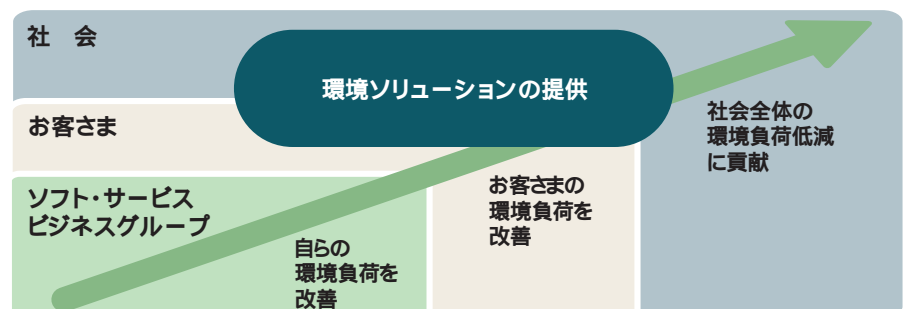 社　会
環境ソリューションの提供
お客さま
社会全体の
環境負荷低減
に貢献
ソフト・サービス
ビジネスグループ
お客さまの
環境負荷を
改善
自らの
環境負荷を
改善